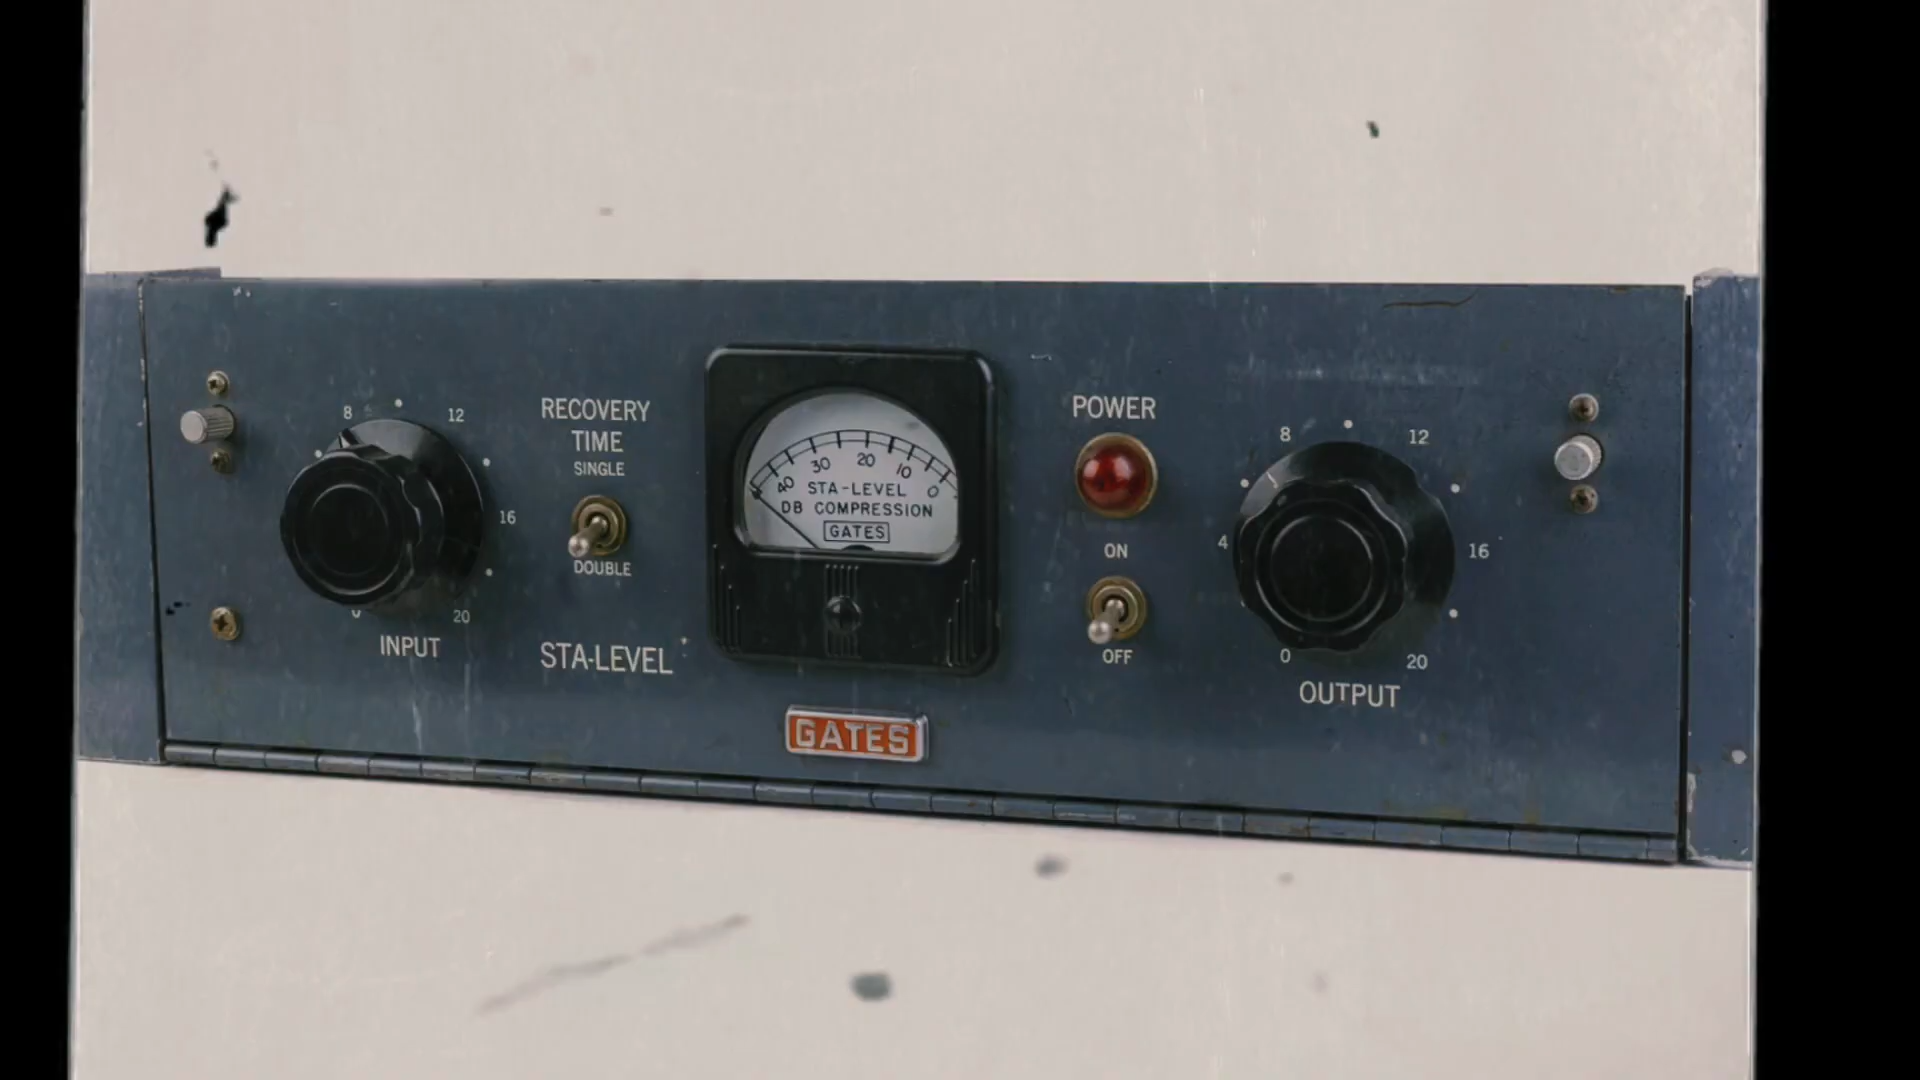 8 12
16
0 20
INPUT
RECOVERY
TIME
SINGLE
DOUBLE
STA-LEVEL
40 30 20 10 0
STA-LEVEL
DB COMPRESSION
GATES
GATES
POWER
ON
OFF
8 12
4 16
0 20
OUTPUT